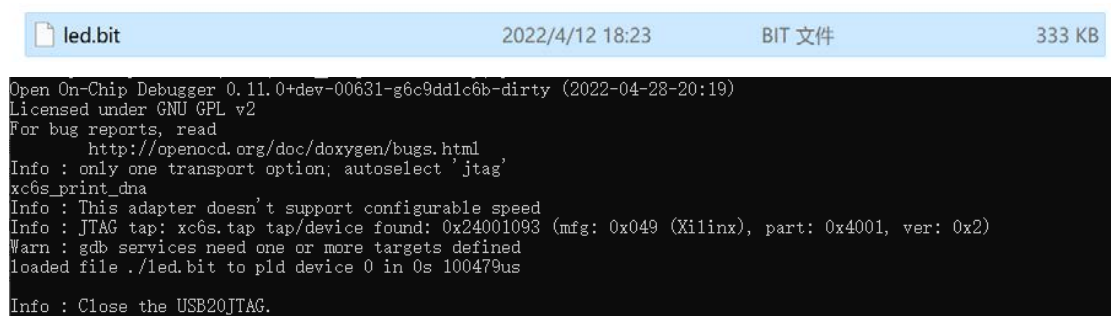 led.bit 2022/4/12 18:23 BIT 文件 333 KB
Open On-Chip Debugger 0.11.0+dev-00631-g6c9dd1c6b-dirty (2022-04-28-20:19)
Licensed under GNU GPL v2
For bug reports, read
http://openocd.org/doc/doxygen/bugs.html
Info : only one transport option; autoselect 'jtag'
xc6s_print_dna
Info : This adapter doesn't support configurable speed
Info : JTAG tap: xc6s.tap tap/device found: 0x24001093 (mfg: 0x049 (Xilinx), part: 0x4001, ver: 0x2)
Warn : gdb services need one or more targets defined
loaded file ./led.bit to pld device 0 in 0s 100479us
Info : Close the USB20JTAG.